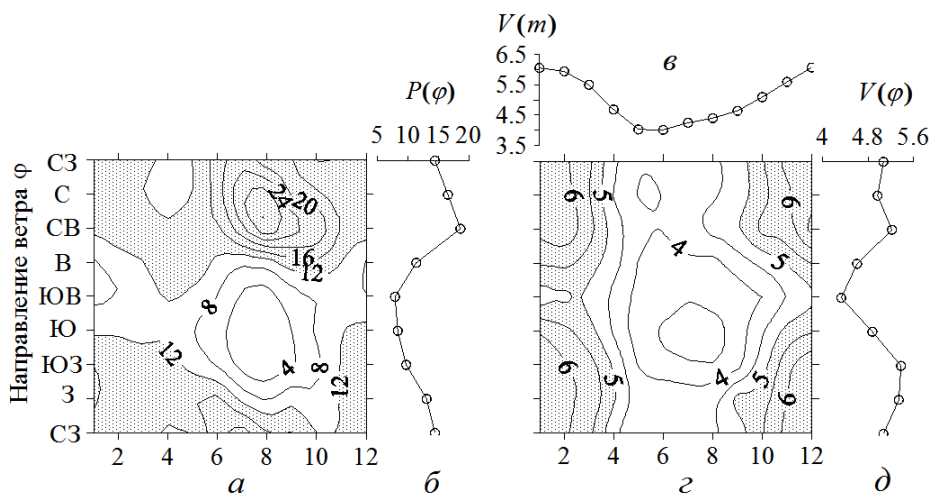 V(m)
6.5
5.5
4.5
3.5
в
P(φ)
5 10 15 20
V(φ)
4 4.8 5.6
Направление ветра φ
СЗ
С
СВ
В
ЮВ
Ю
ЮЗ
З
СЗ
24 20
16
12
8
12
4 8 12
6 5
4
6
5
6 5
4 5 6
2 4 6 8 10 12
2 4 6 8 10 12
а б г д